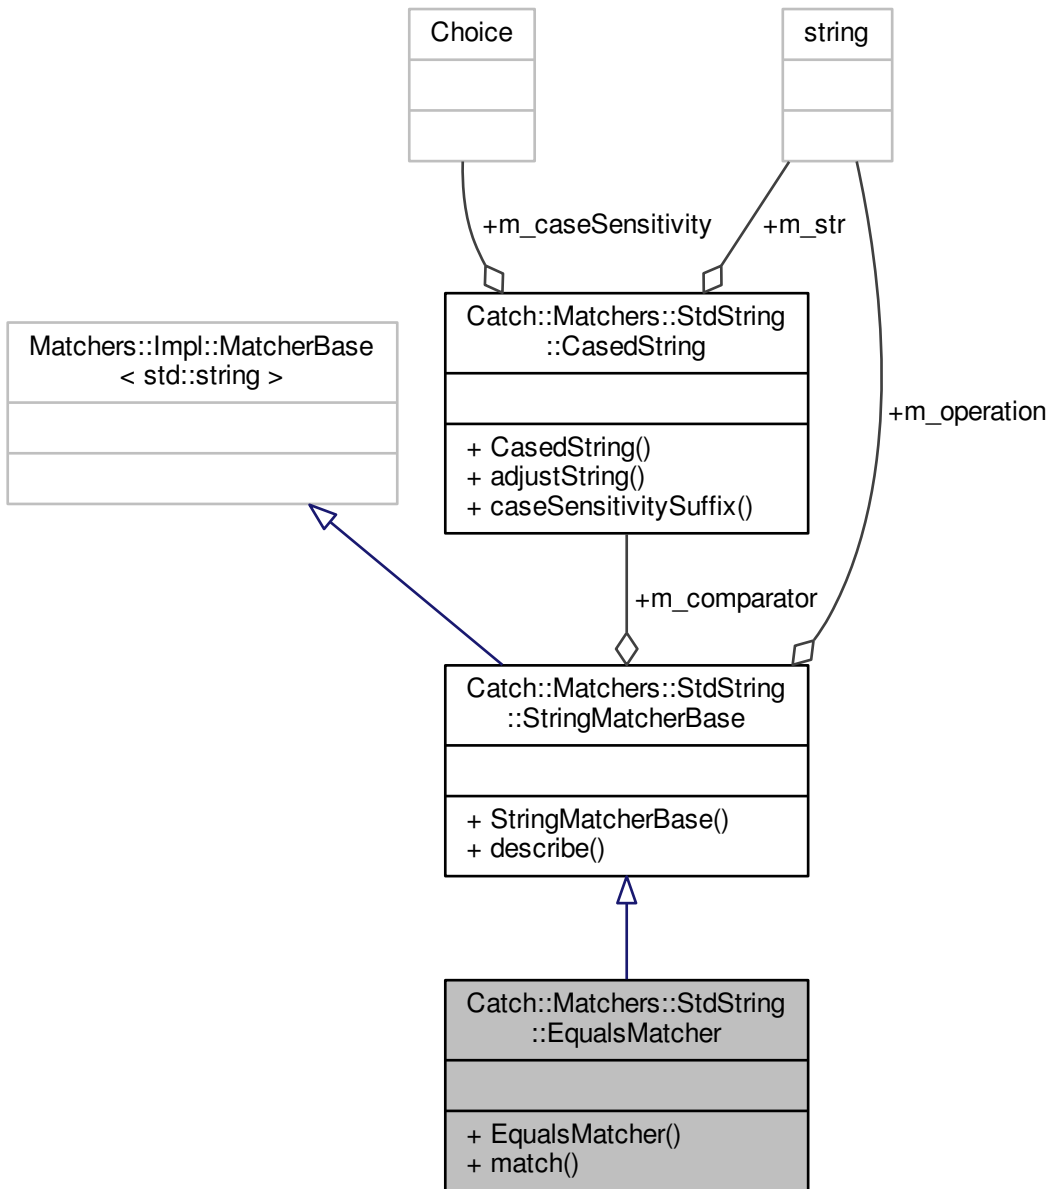 Choice
string
+m_caseSensitivity
+m_str
Catch::Matchers::StdString
::CasedString
+ CasedString()
+ adjustString()
+ caseSensitivitySuffix()
Matchers::Impl::MatcherBase
< std::string >
+m_operation
+m_comparator
Catch::Matchers::StdString
::StringMatcherBase
+ StringMatcherBase()
+ describe()
Catch::Matchers::StdString
::EqualsMatcher
+ EqualsMatcher()
+ match()